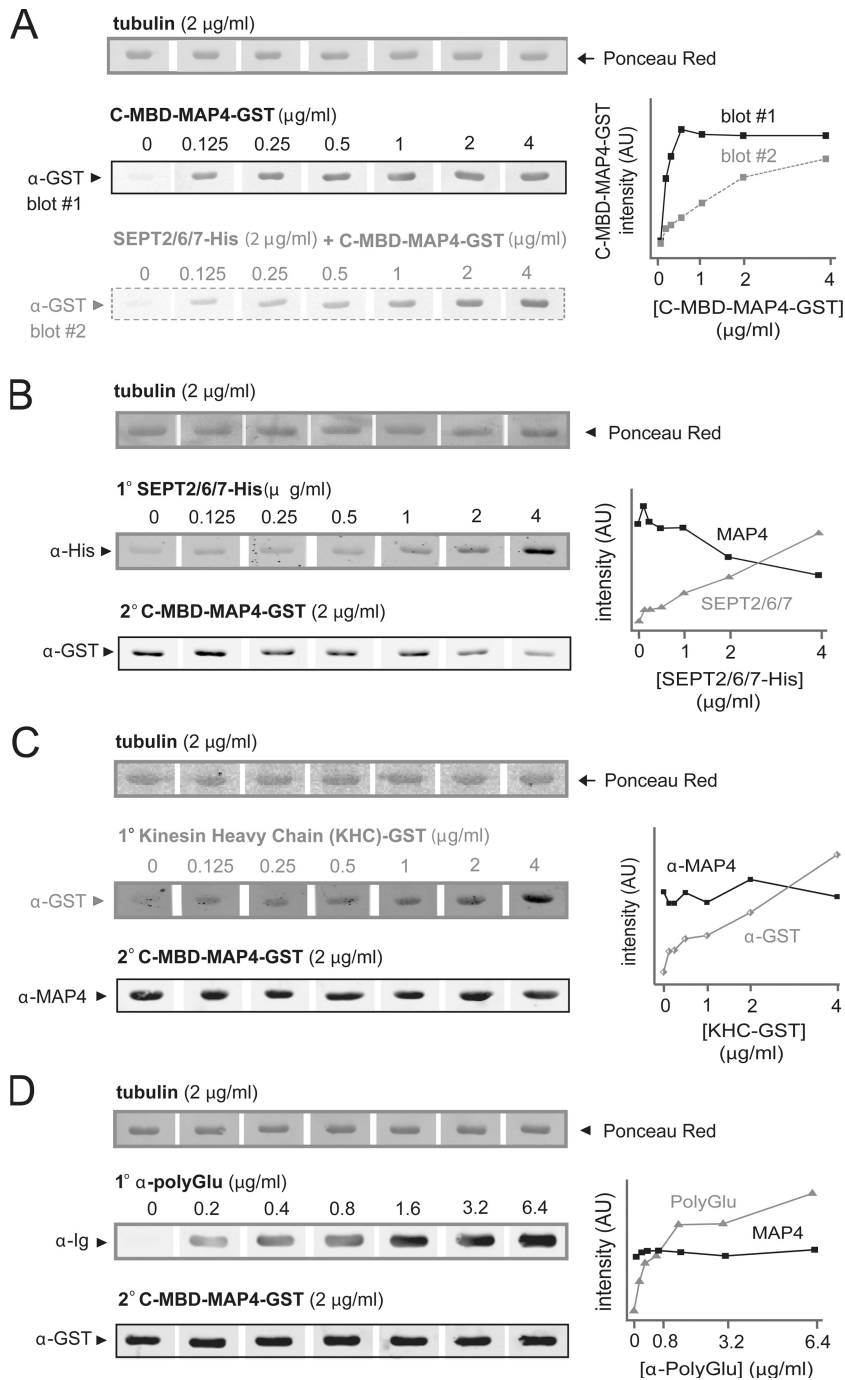 A
tubulin (2 µg/ml)
Ponceau Red
C-MBD-MAP4-GST (µg/ml)
0 0.125 0.25 0.5 1 2 4
α-GST
blot #1
SEPT2/6/7-His (2 µg/ml) + C-MBD-MAP4-GST (µg/ml)
0 0.125 0.25 0.5 1 2 4
α-GST
blot #2
C-MBD-MAP4-GST
intensity (AU)
blot #1
blot #2
0 1 2 4
[C-MBD-MAP4-GST]
(µg/ml)
B
tubulin (2 µg/ml)
Ponceau Red
1° SEPT2/6/7-His (µ g/ml)
0 0.125 0.25 0.5 1 2 4
α-His
2° C-MBD-MAP4-GST (2 µg/ml)
α-GST
intensity (AU)
MAP4
SEPT2/6/7
0 1 2 4
[SEPT2/6/7-His]
(µg/ml)
C
tubulin (2 µg/ml)
Ponceau Red
1° Kinesin Heavy Chain (KHC)-GST (µg/ml)
0 0.125 0.25 0.5 1 2 4
α-GST
2° C-MBD-MAP4-GST (2 µg/ml)
α-MAP4
intensity (AU)
α-MAP4
α-GST
0 1 2 4
[KHC-GST]
(µg/ml)
D
tubulin (2 µg/ml)
Ponceau Red
1° α-polyGlu (µg/ml)
0 0.2 0.4 0.8 1.6 3.2 6.4
α-Ig
2° C-MBD-MAP4-GST (2 µg/ml)
α-GST
intensity (AU)
PolyGlu
MAP4
0 0.8 3.2 6.4
[α-PolyGlu] (µg/ml)